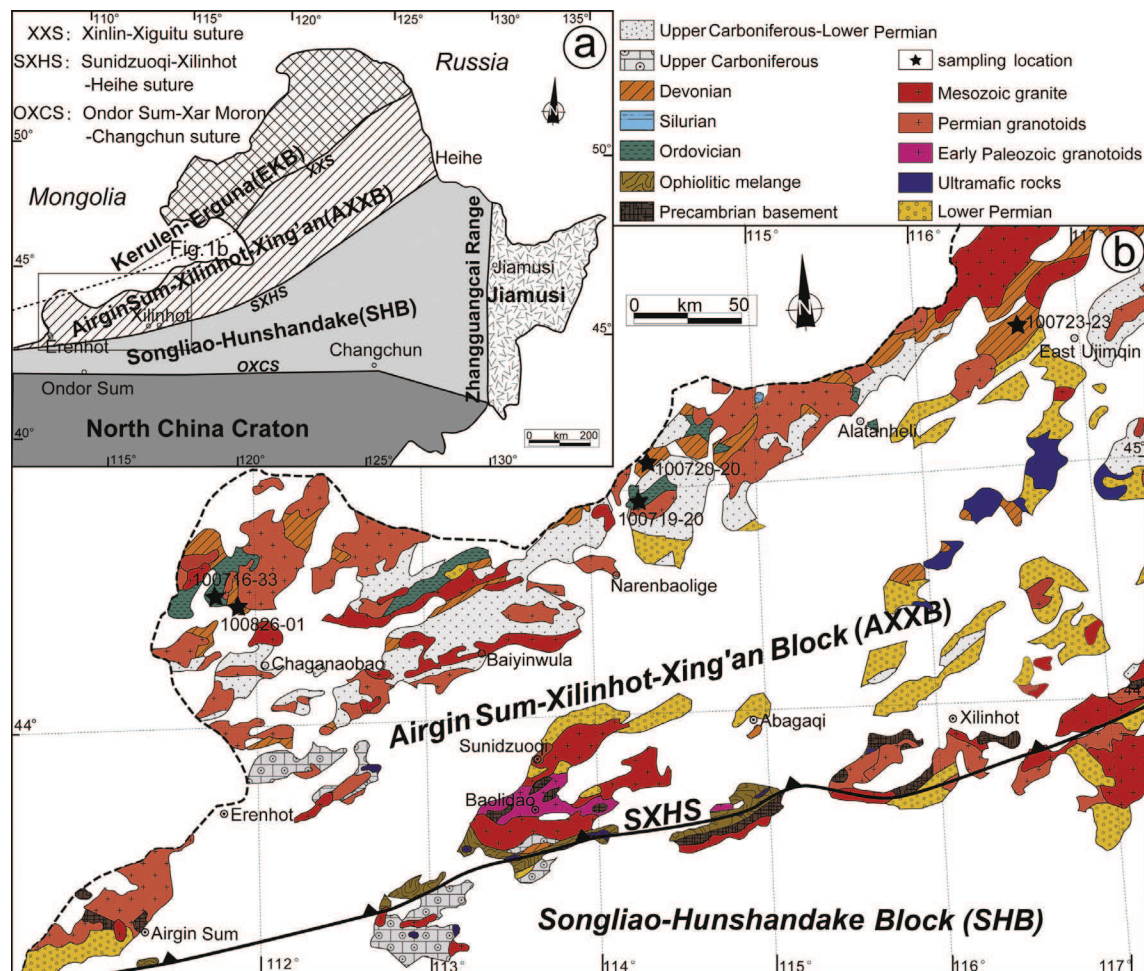 110° 115° 120° 125° 135°
a
XXS: Xinlin-Xiguitu suture
SXHS: Sunidzuoqi-Xilinhot
-Heihe suture
OXCS: Ondor Sum-Xar Moron
-Changchun suture
Russia
N
50° 50°
Heihe
Mongolia
Kerulen-Erguna(EKB)
XXS
Fig.1b
AirginSum-Xilinhot-Xing'an(AXXB)
45° 45°
SXHS
Xilinhot
Erenhot
Songliao-Hunshandake(SHB)
Zhangguangcai Range
Jiamusi
Jiamusi
Changchun
OXCS
Ondor Sum
North China Craton
40°
0 km 200
115° 120° 125° 130°
Upper Carboniferous-Lower Permian
Upper Carboniferous
Devonian
Silurian
Ordovician
Ophiolitic melange
Precambrian basement
sampling location
Mesozoic granite
Permian granotoids
Early Paleozoic granotoids
Ultramafic rocks
Lower Permian
b
115° 116° 117°
0 km 50
N
100723-23
East Ujimqin
Alatanheli
45°
100720-20
100719-20
Narenbaolige
100716-33
100826-01
Chaganaobao
Baiyinwula
Airgin Sum-Xilinhot-Xing'an Block (AXXB)
44°
44°
Abagaqi
Xilinhot
Sunidzuoqi
Baoligao
SXHS
Erenhot
Airgin Sum
Songliao-Hunshandake Block (SHB)
112° 113° 114° 115° 116° 117°